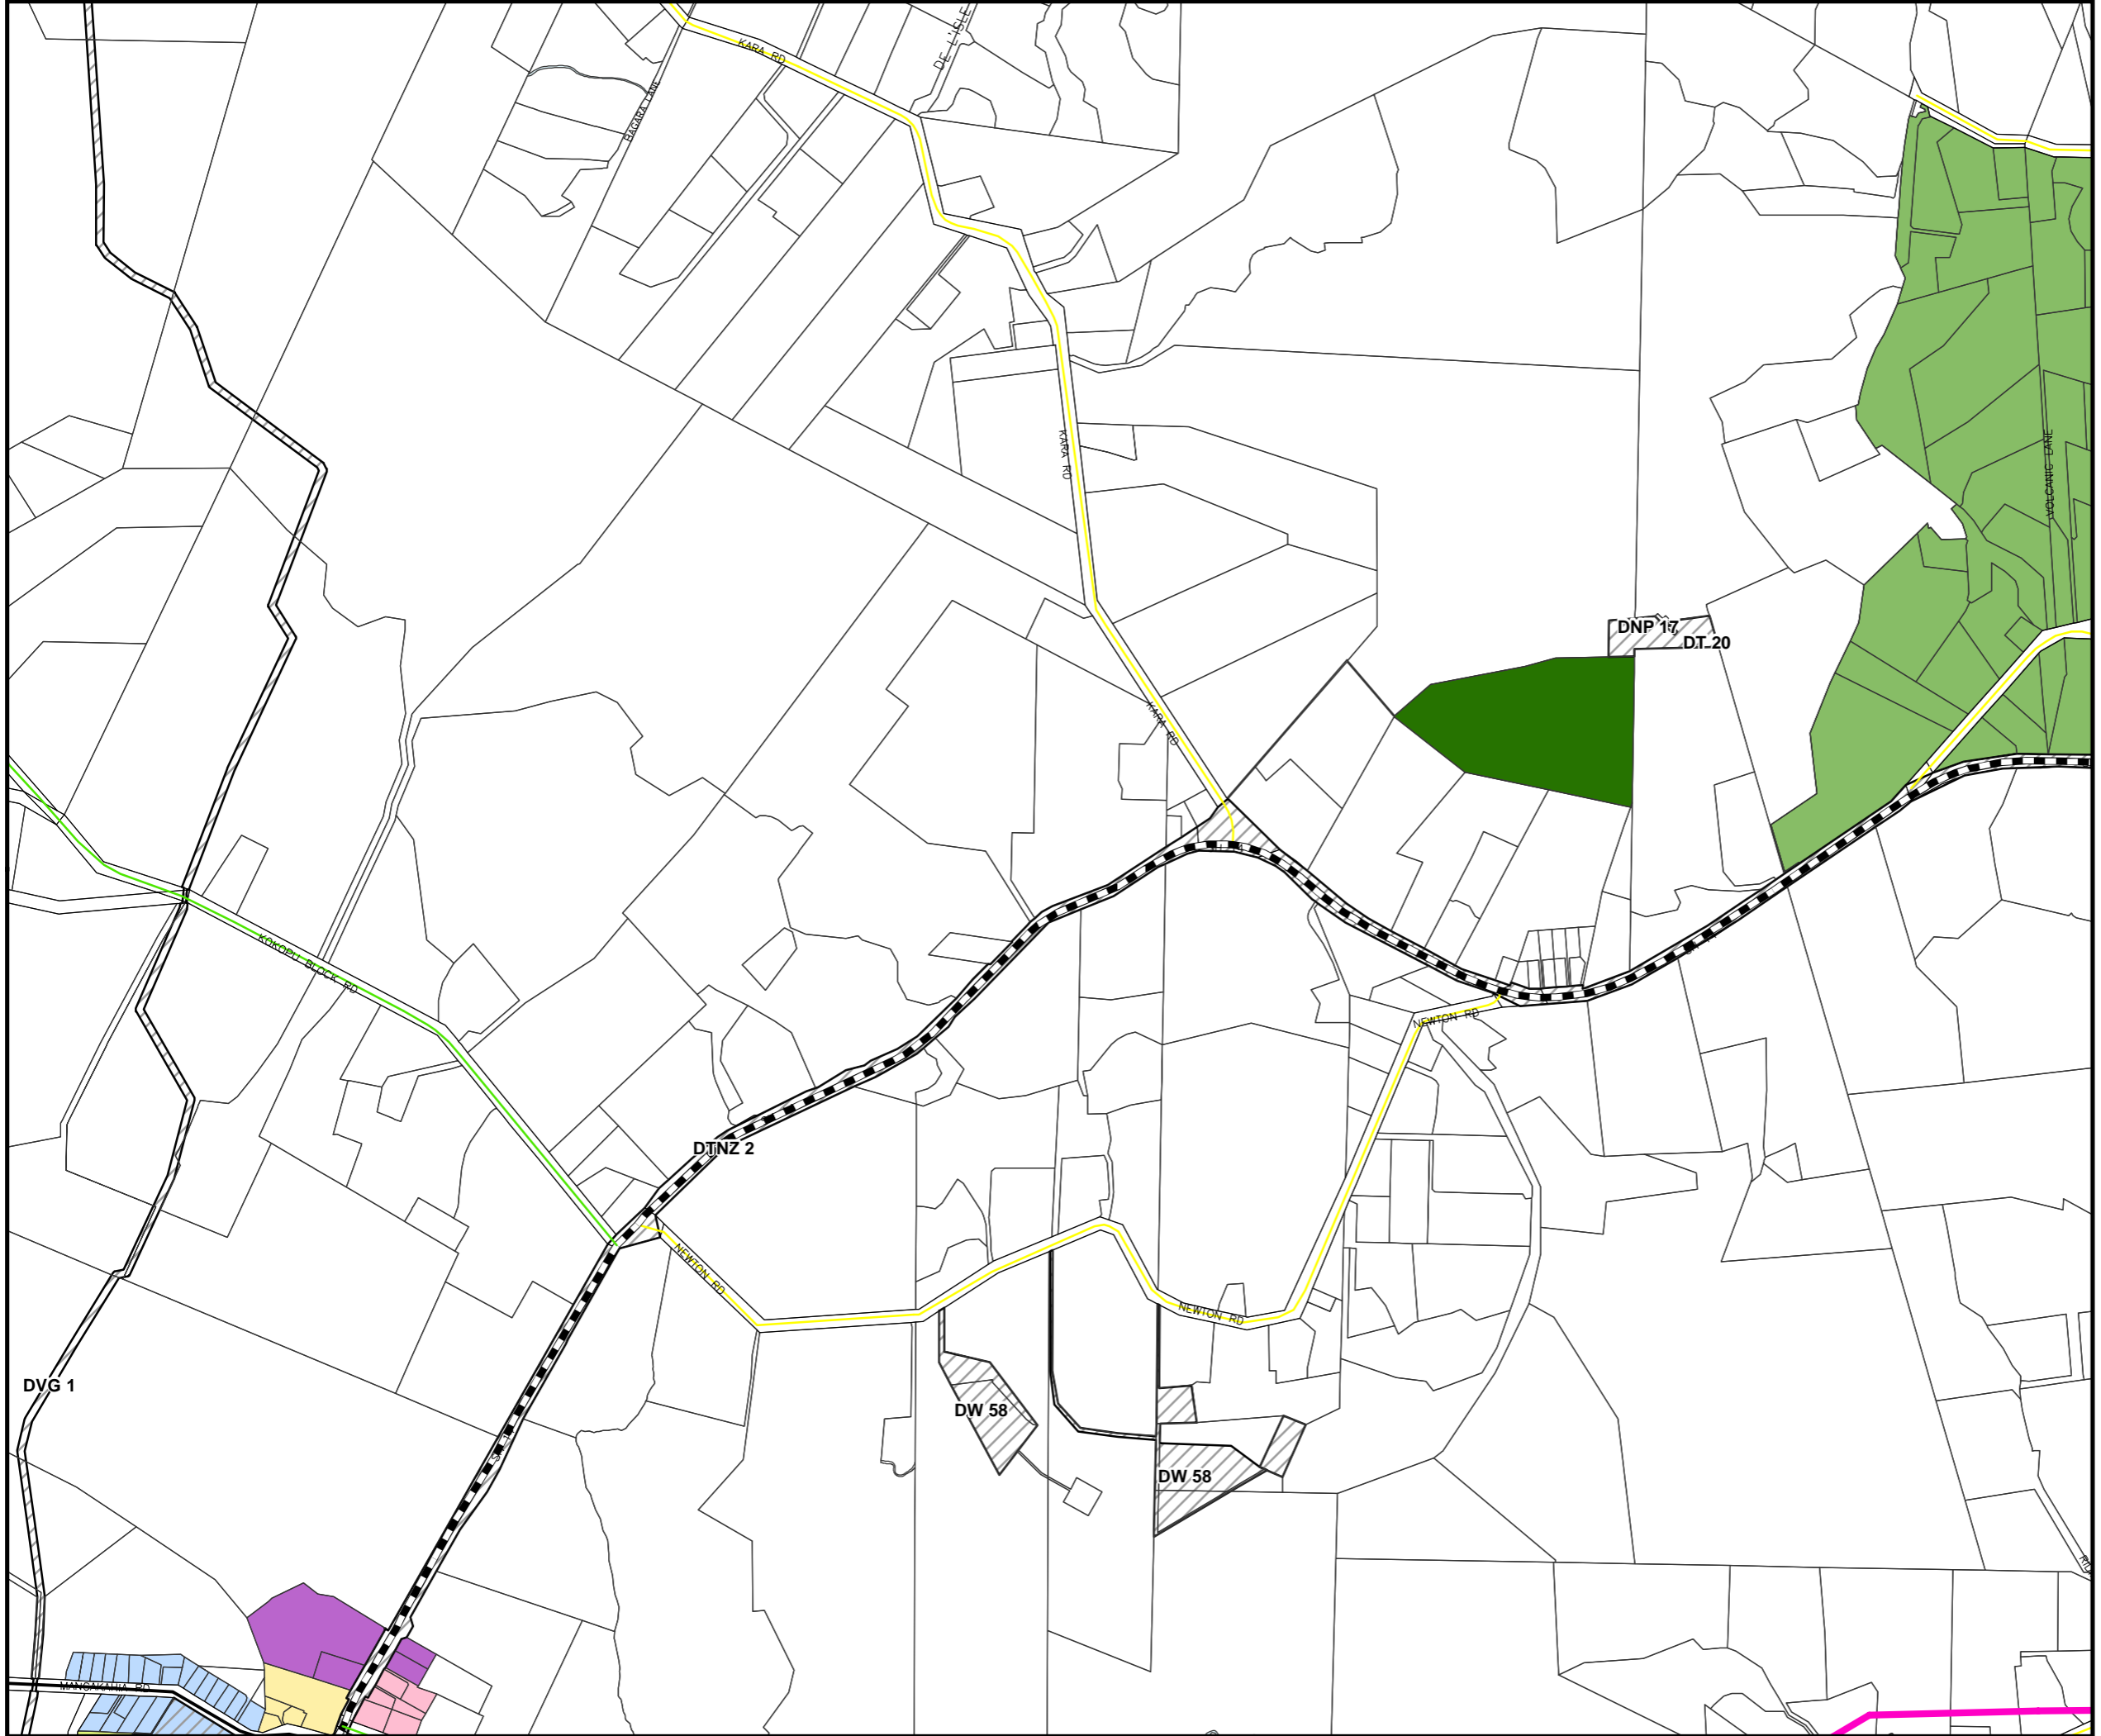 DE L'ISLE
KARA RD
RAGARA LANE
KARA RD
VOLCANIC LANE
DNP 17
DT 20
KARA RD
KOKOPU BLOCK RD
NEWTON RD
DTNZ 2
NEWTON RD
NEWTON RD
DVG 1
DW 58
DW 58
MANGAKAHIA RD